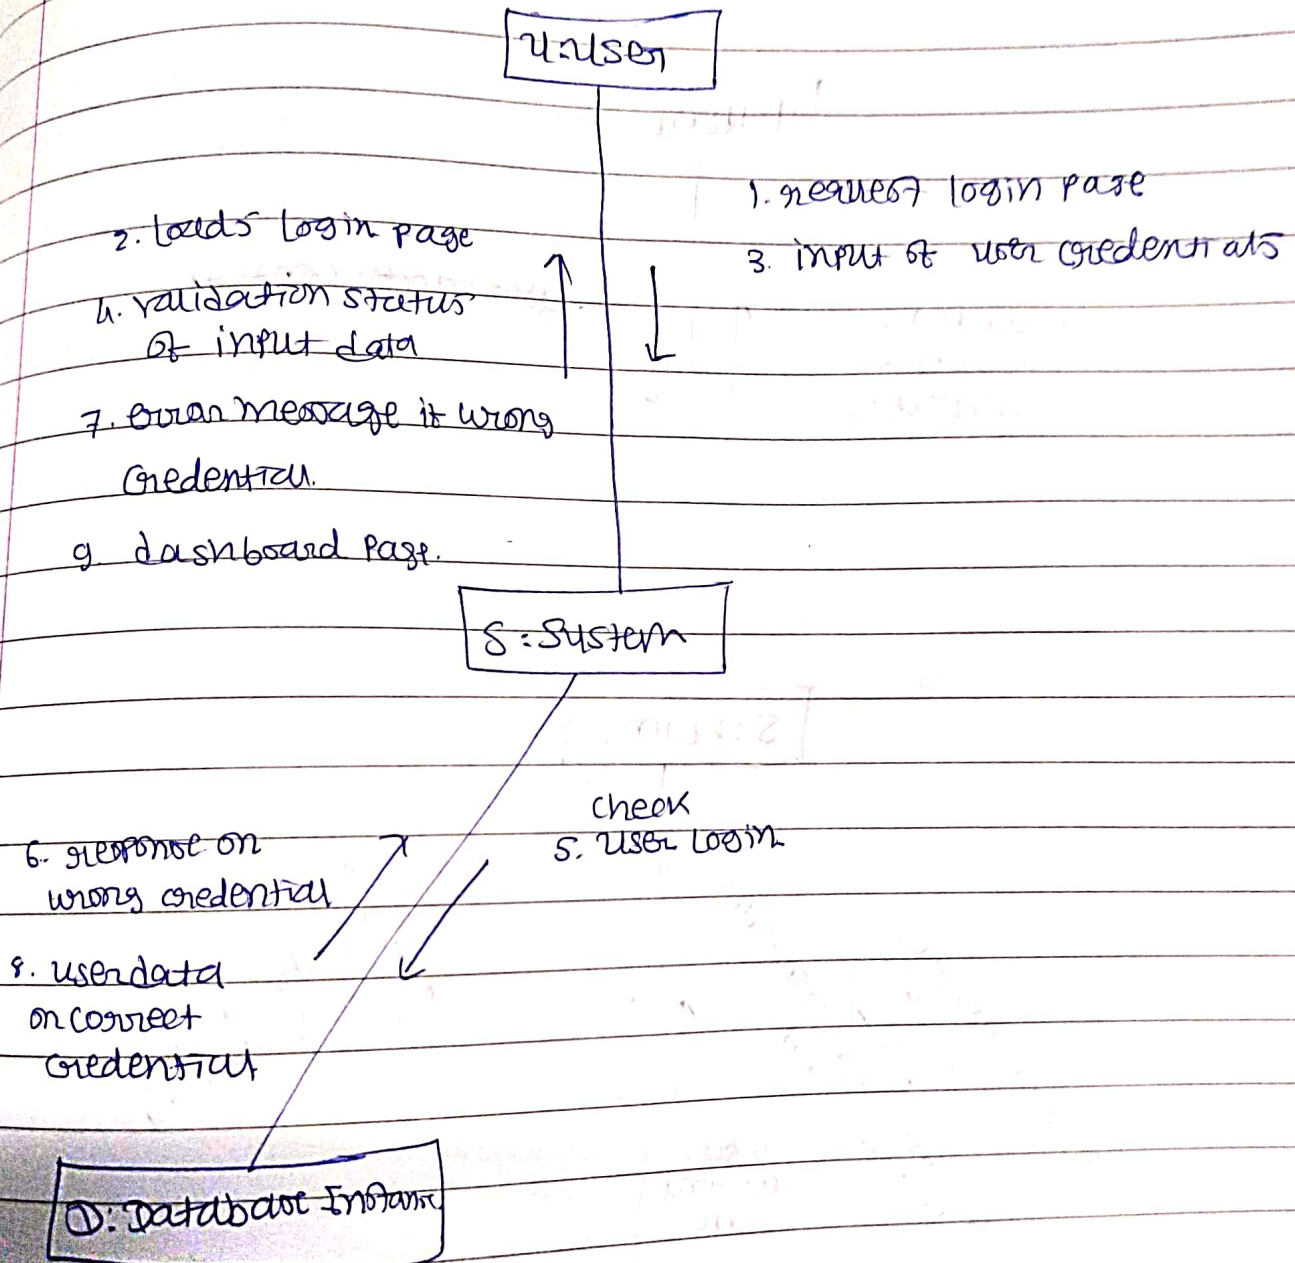 U:User
1. request login page
2. loads login page
3. input of user credentials
4. validation status
of input data
7. error message if wrong
credential.
9. dashboard page.
S:System
check
5. User Login
6. response on
wrong credential
8. userdata
on correct
credential
D:Database Instance